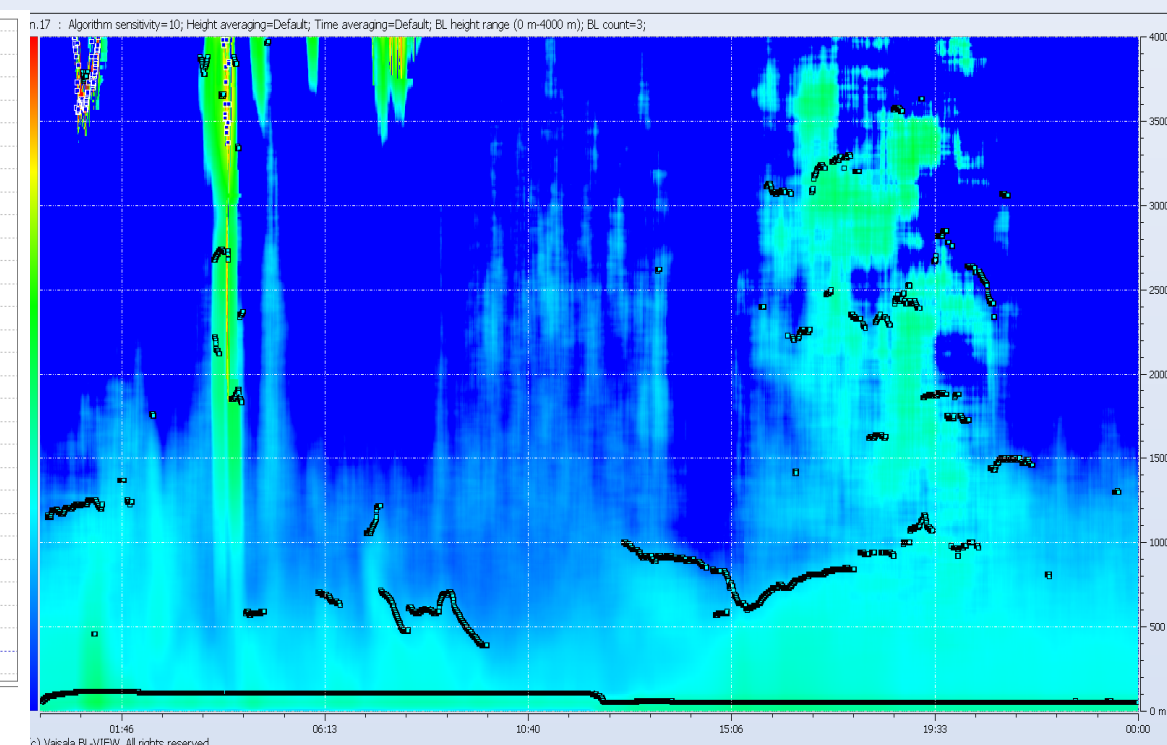 n.17 : Algorithm sensitivity=10; Height averaging=Default; Time averaging=Default; BL height range (0 m-4000 m); BL count=3;
4000
3500
3000
2500
2000
1500
1000
500
0 m
01:46 06:13 10:40 15:06 19:33 00:00
c) Vaisala BL-VIEW. All rights reserved.